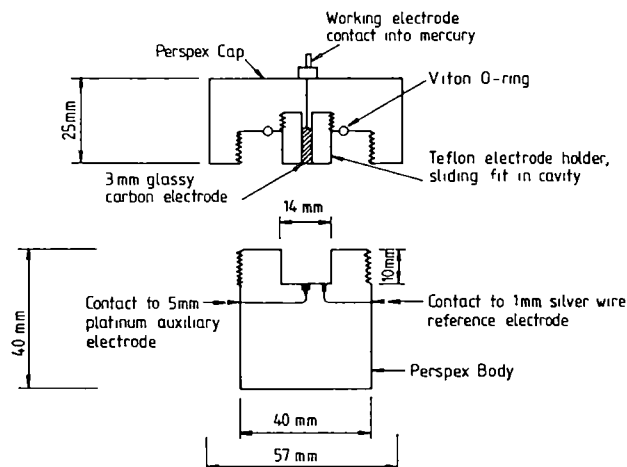 Working electrode
contact into mercury
Perspex Cap
Viton O-ring
25mm
3mm glassy
carbon electrode
Teflon electrode holder,
sliding fit in cavity
14 mm
10mm
Contact to 5mm
platinum auxiliary
electrode
Contact to 1mm silver wire
reference electrode
40 mm
Perspex Body
40 mm
57 mm